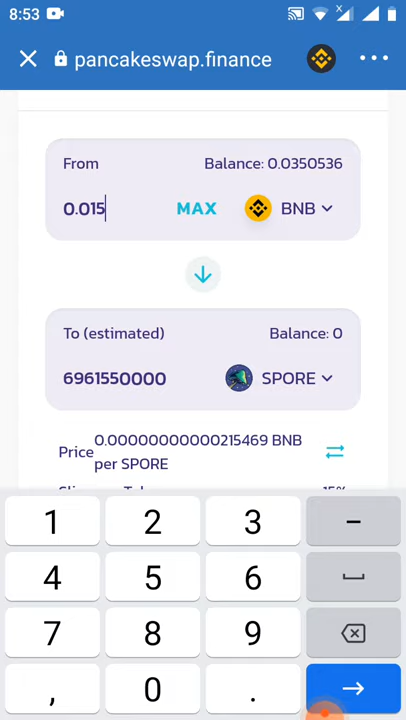 8:53
pancakeswap.finance
From
Balance: 0.0350536
0.015
MAX
BNB
To (estimated)
Balance: 0
6961550000
SPORE
Price
0.00000000000215469 BNB
per SPORE
1 2 3 –
4 5 6
7 8 9
, 0 .